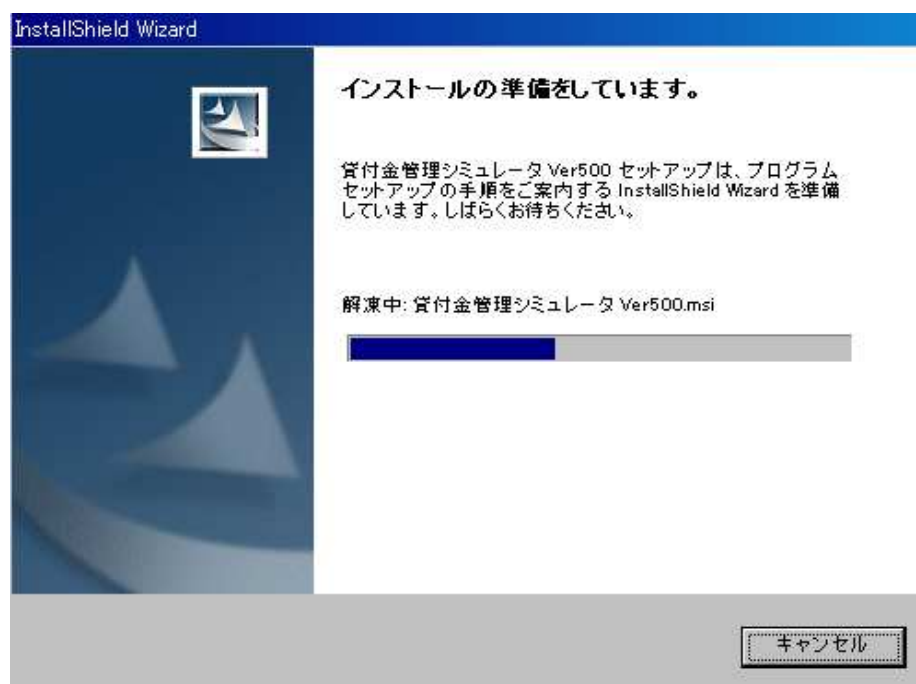 InstallShield Wizard
インストールの準備をしています。
貸付金管理シミュレータ Ver500 セットアップは、プログラム
セットアップの手順をご案内する InstallShield Wizard を準備
しています。しばらくお待ちください。
解凍中: 貸付金管理シミュレータ Ver500.msi
キャンセル